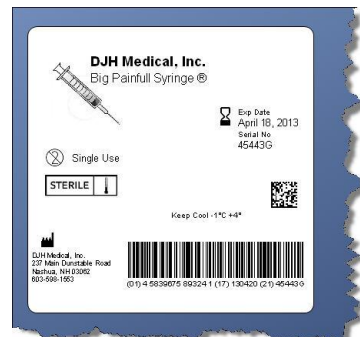 DJH Medical, Inc.
Big Painfull Syringe ®
Exp Date
April 18, 2013
Serial No
45443G
2
Single Use
STERILE
Keep Cool -1°C +4°
DJH Medical, Inc.
237 Main Dunstable Road
Nashua, NH 03062
603-598-1553
(01) 4 5839675 89324 1 (17) 130420 (21) 45443G